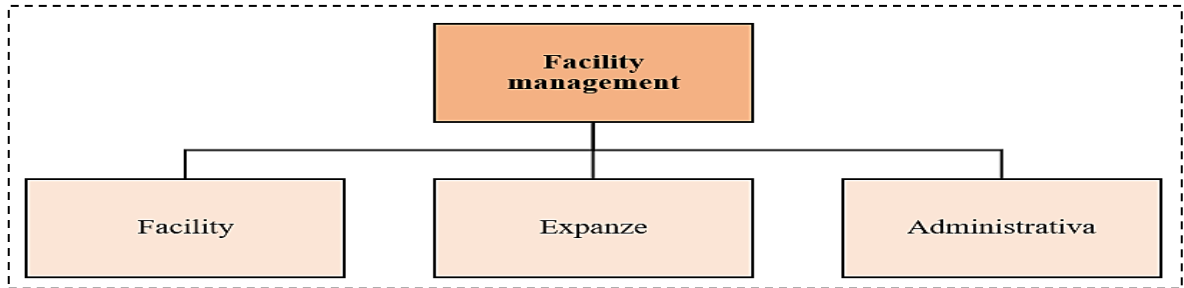 Facility
management
Facility
Expanze
Administrativa